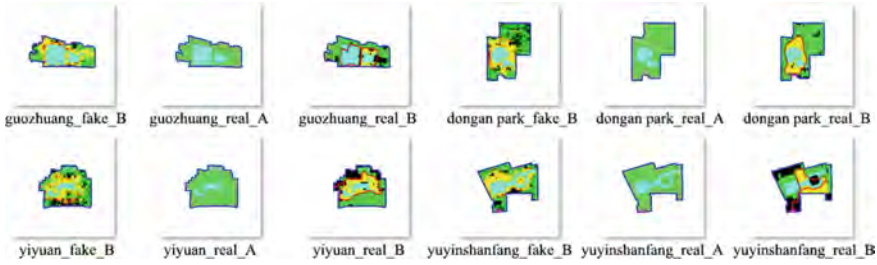 guozhuang_fake_B guozhuang_real_A guozhuang_real_B dongan park_fake_B dongan park_real_A dongan park_real_B
yiyuan_fake_B yiyuan_real_A yiyuan_real_B yuyinshanfang_fake_B yuyinshanfang_real_A yuyinshanfang_real_B